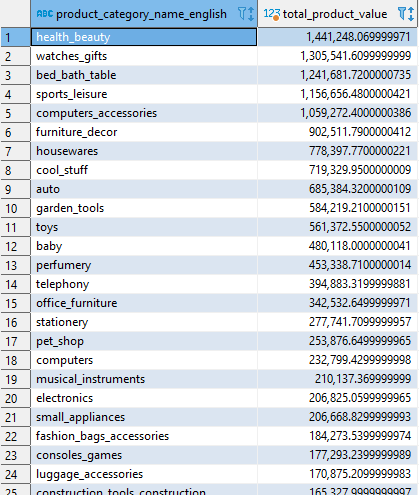 ABC product_category_name_english 123 total_product_value
1 health_beauty 1,441,248.069999971
2 watches_gifts 1,305,541.6099999999
3 bed_bath_table 1,241,681.7200000735
4 sports_leisure 1,156,656.4800000421
5 computers_accessories 1,059,272.4000000386
6 furniture_decor 902,511.7900000412
7 housewares 778,397.7700000221
8 cool_stuff 719,329.9500000009
9 auto 685,384.3200000109
10 garden_tools 584,219.2100000151
11 toys 561,372.5500000052
12 baby 480,118.0000000041
13 perfumery 453,338.7100000014
14 telephony 394,883.3199999881
15 office_furniture 342,532.6499999971
16 stationery 277,741.7099999957
17 pet_shop 253,876.6499999965
18 computers 232,799.4299999998
19 musical_instruments 210,137.369999999
20 electronics 206,825.0599999965
21 small_appliances 206,668.8299999993
22 fashion_bags_accessories 184,273.5399999974
23 consoles_games 177,293.2399999989
24 luggage_accessories 170,875.2099999983
25 construction_tools_construction 165,327.9999999997